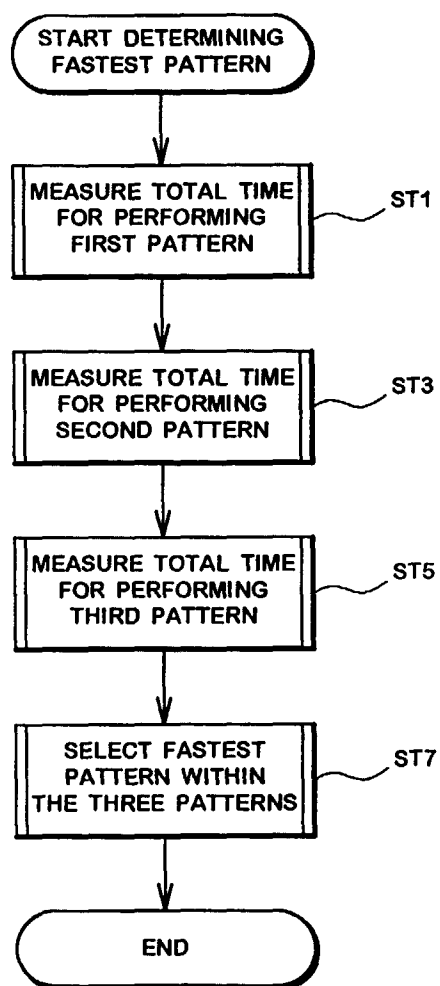 START DETERMINING
FASTEST PATTERN
MEASURE TOTAL TIME
FOR PERFORMING
FIRST PATTERN
ST1
MEASURE TOTAL TIME
FOR PERFORMING
SECOND PATTERN
ST3
MEASURE TOTAL TIME
FOR PERFORMING
THIRD PATTERN
ST5
SELECT FASTEST
PATTERN WITHIN
THE THREE PATTERNS
ST7
END